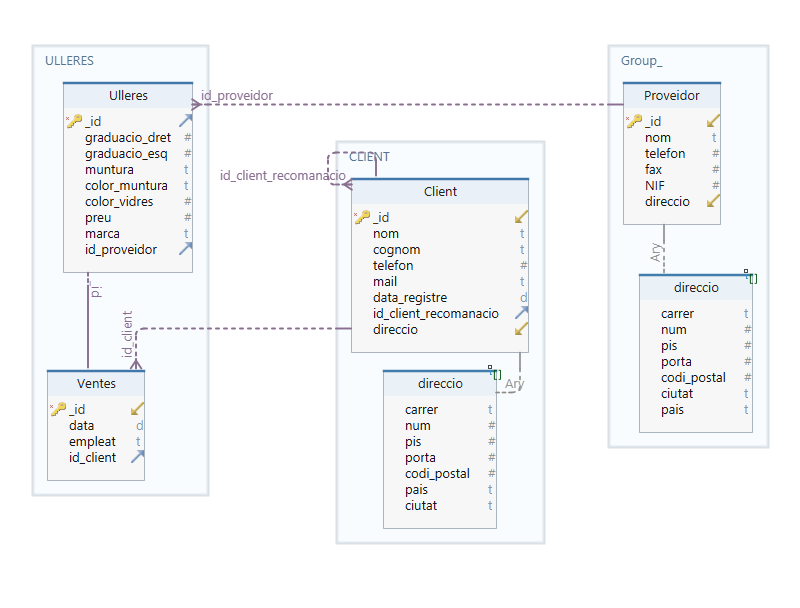 ULLERES
Ulleres
_id
graduacio_dret #
graduacio_esq #
muntura t
color_muntura t
color_vidres #
preu #
marca t
id_proveidor
id_proveidor
_id
id_client
Ventes
_id
data d
empleat t
id_client
CLIENT
id_client_recomanacio
Client
_id
nom t
cognom t
telefon #
mail t
data_registre d
id_client_recomanacio
direccio
Ary
direccio
carrer t
num #
pis #
porta #
codi_postal #
pais t
ciutat t
Group_
Proveidor
_id
nom t
telefon #
fax #
NIF #
direccio
Ary
direccio
carrer t
num #
pis #
porta #
codi_postal #
ciutat t
pais t